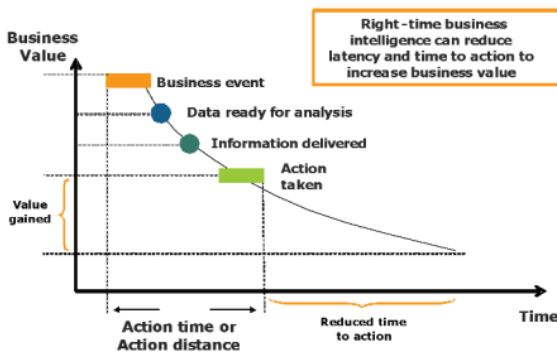 Right-time business
intelligence can reduce
latency and time to action to
increase business value
Business
Value
Business event
Data ready for analysis
Information delivered
Action
taken
Value
gained
Time
Action time or
Action distance
Reduced time
to action